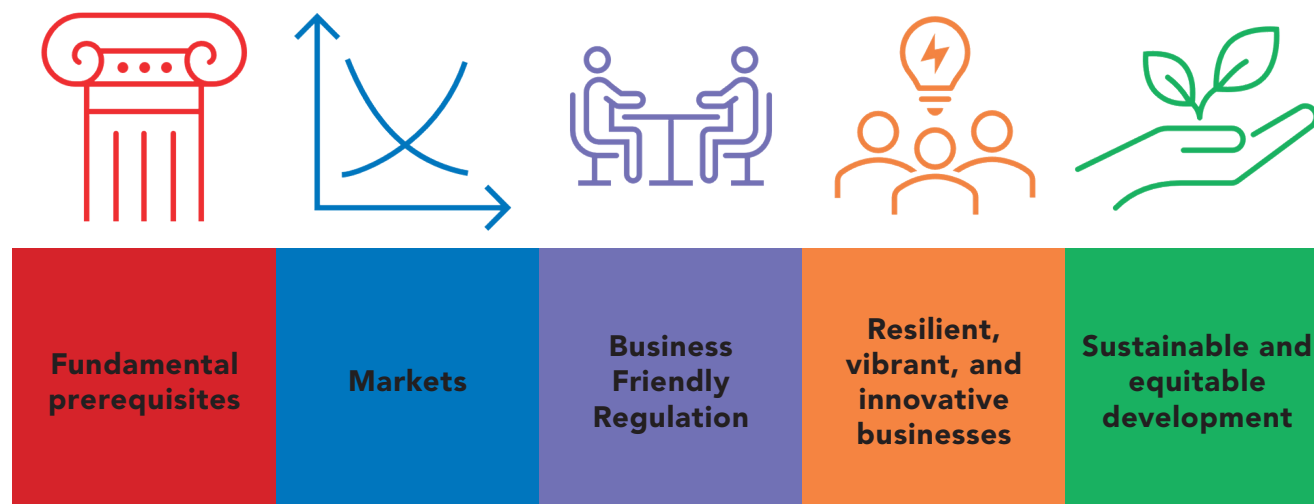 Fundamental
prerequisites
Markets
Business
Friendly
Regulation
Resilient,
vibrant, and
innovative
businesses
Sustainable and
equitable
development